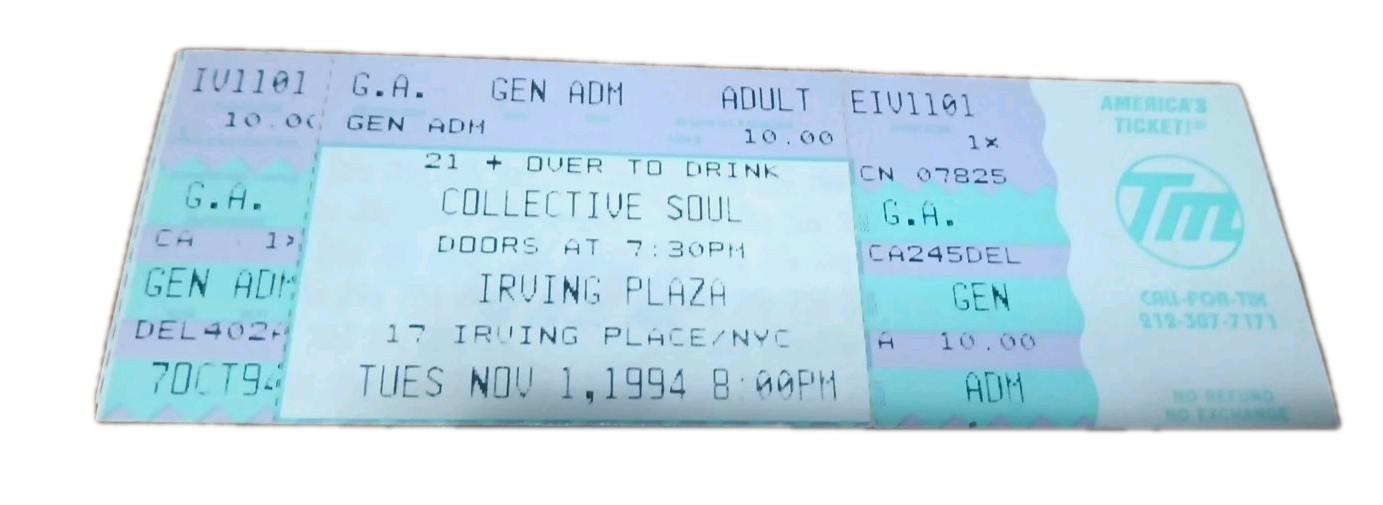 IV1101
10.00
G.A.
CA 1X
GEN ADM
DEL402A
7OCT94
G.A. GEN ADM ADULT
GEN ADM 10.00
21 + OVER TO DRINK
COLLECTIVE SOUL
DOORS AT 7:30PM
IRVING PLAZA
17 IRVING PLACE/NYC
TUES NOV 1,1994 8:00PM
EIV1101
1X
CN 07825
G.A.
CA245DEL
GEN
A 10.00
ADM
AMERICA'S
TICKET!
TM
CALL-FOR-TIX
212-307-7171
NO REFUND
NO EXCHANGE